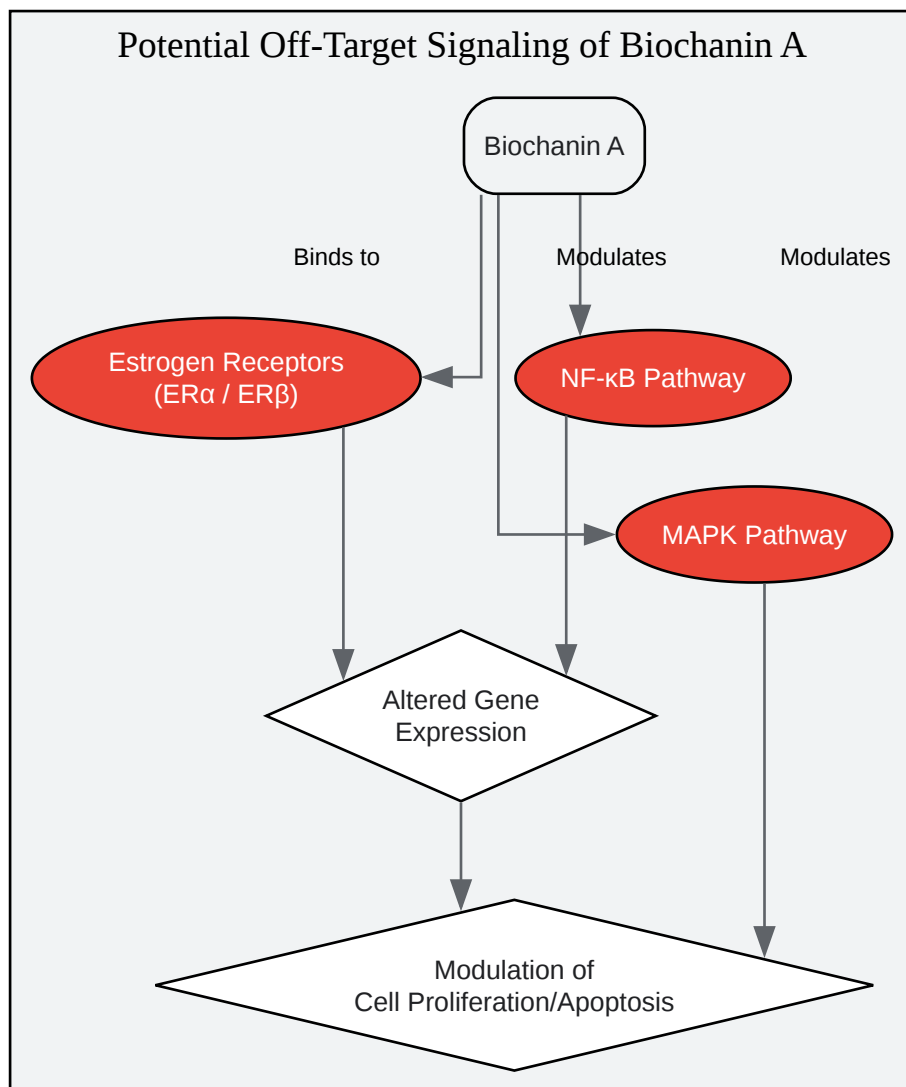 Potential Off-Target Signaling of Biochanin A
Biochanin A
Binds to
Modulates
Modulates
Estrogen Receptors
(ERα / ERβ)
NF-κB Pathway
MAPK Pathway
Altered Gene
Expression
Modulation of
Cell Proliferation/Apoptosis